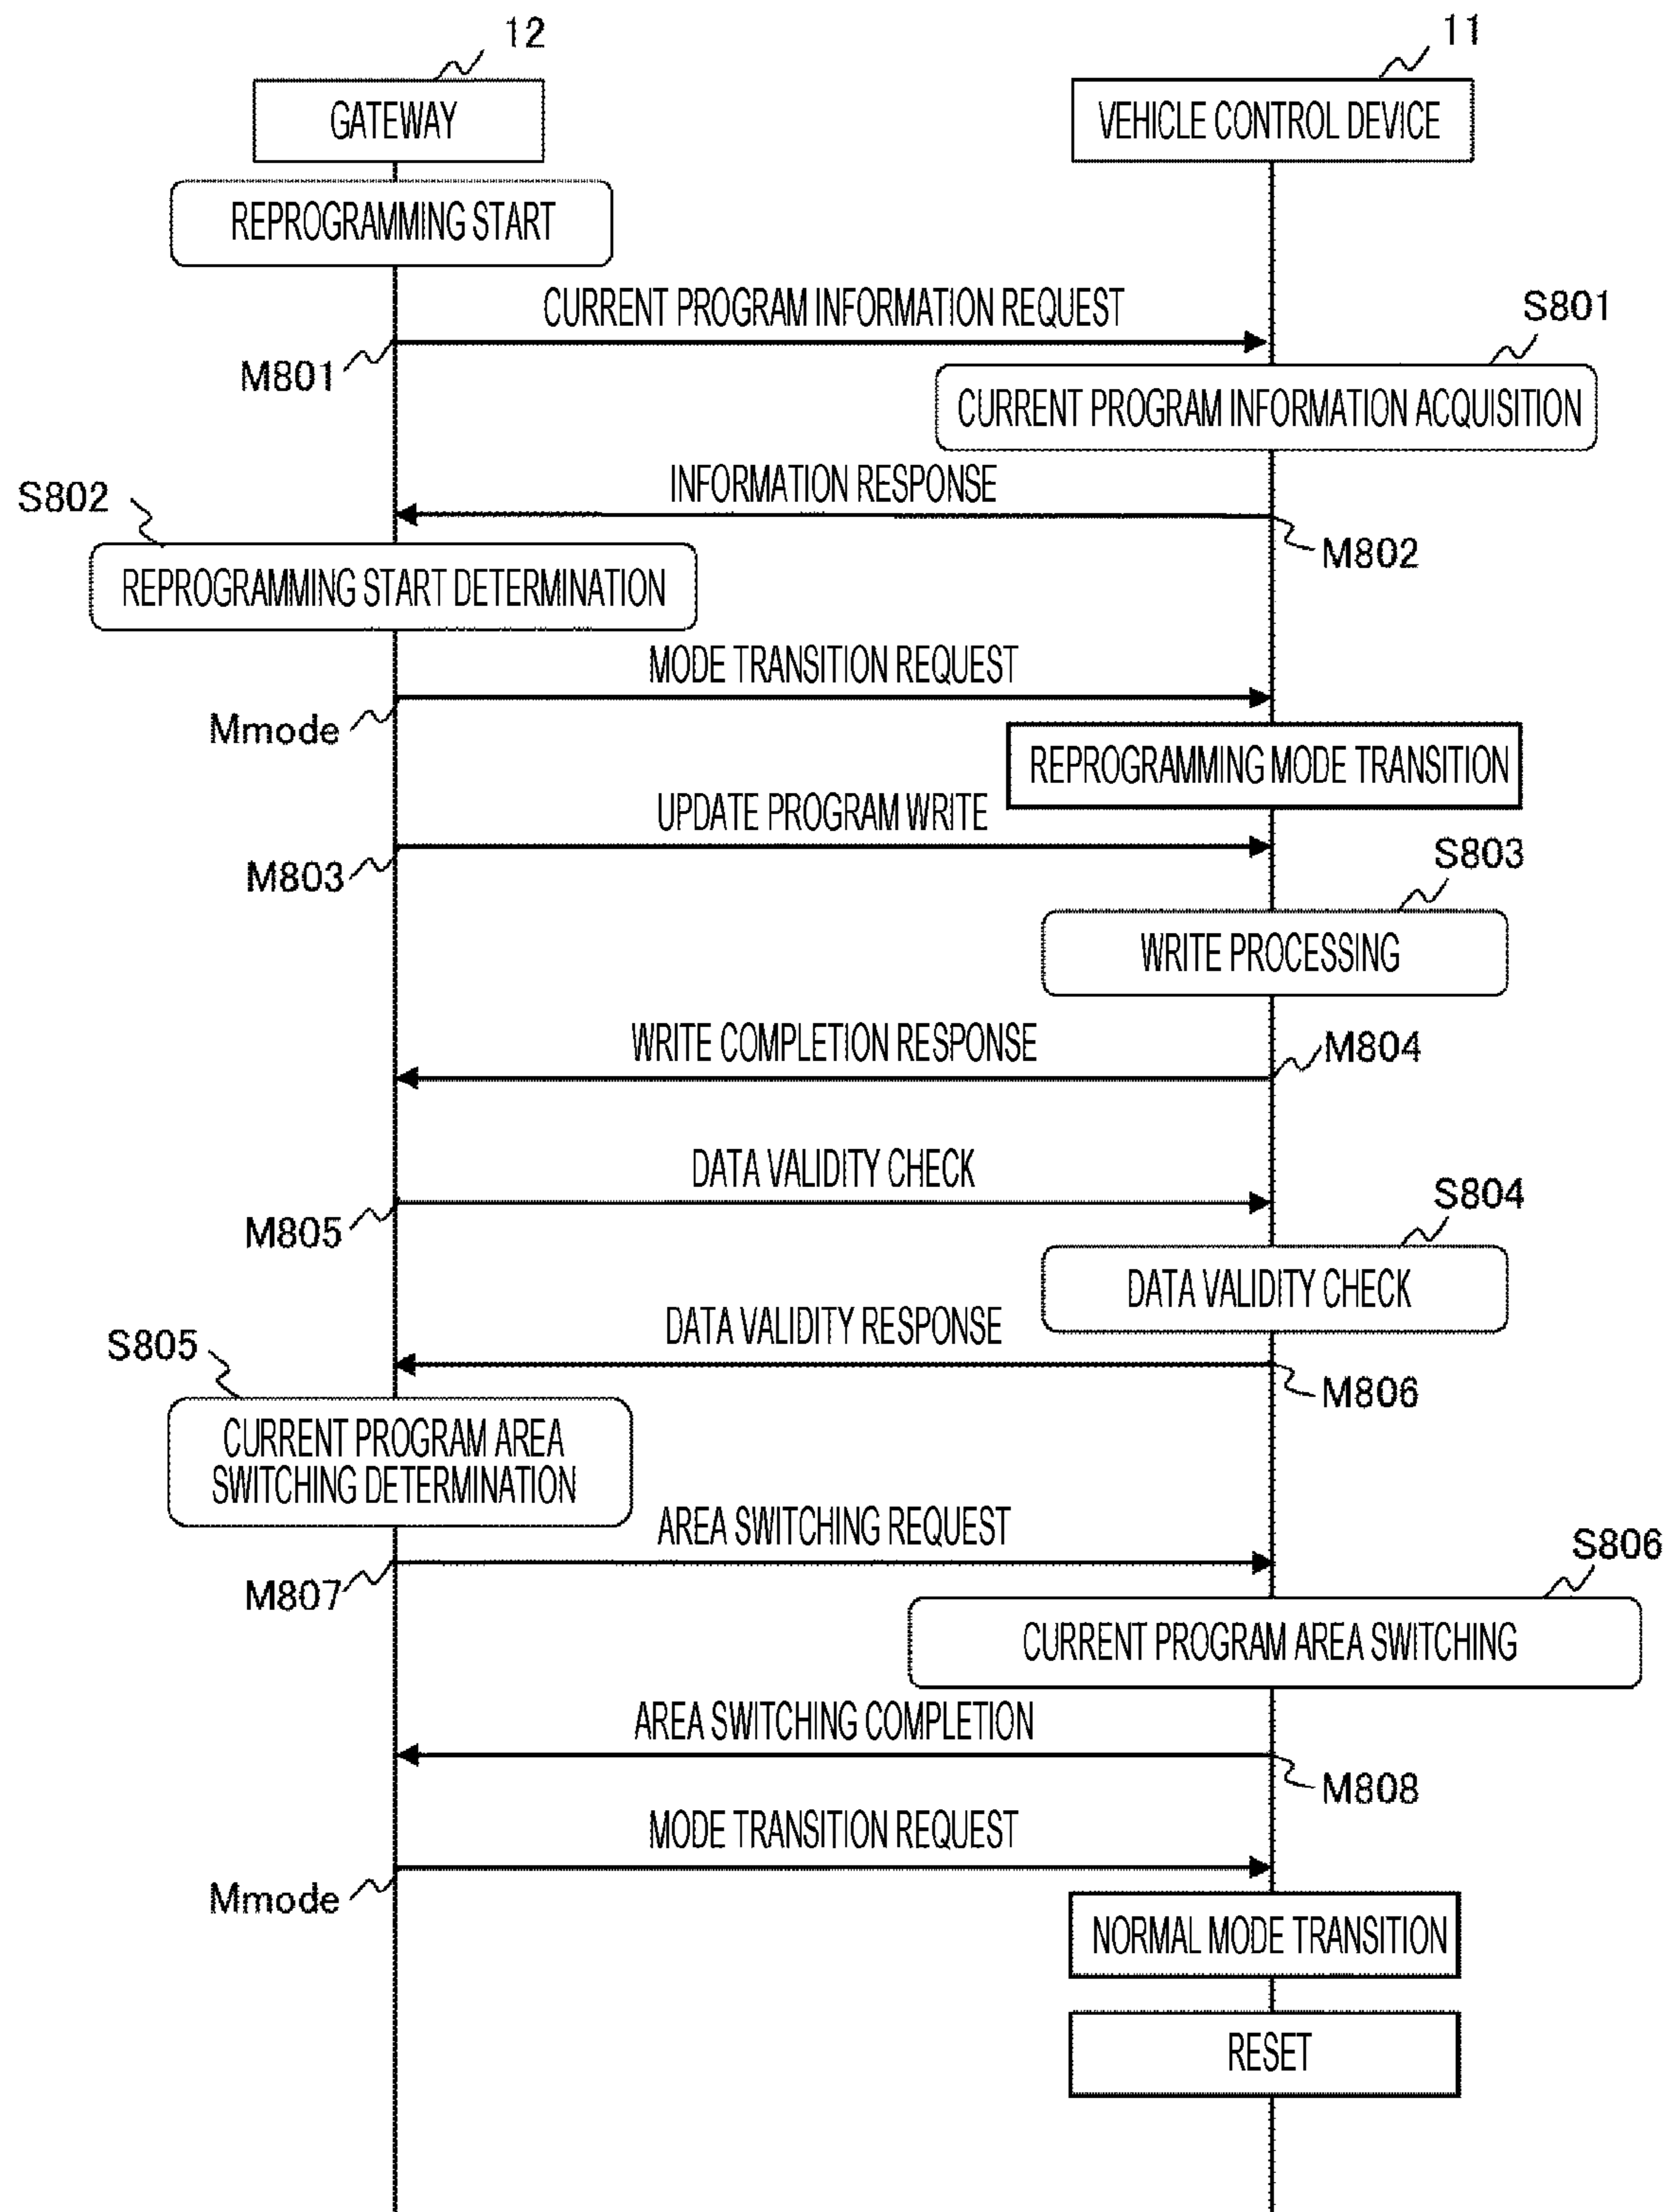 12
11
GATEWAY
VEHICLE CONTROL DEVICE
REPROGRAMMING START
CURRENT PROGRAM INFORMATION REQUEST
S801
M801
CURRENT PROGRAM INFORMATION ACQUISITION
INFORMATION RESPONSE
S802
M802
REPROGRAMMING START DETERMINATION
MODE TRANSITION REQUEST
Mmode
REPROGRAMMING MODE TRANSITION
UPDATE PROGRAM WRITE
M803
S803
WRITE PROCESSING
WRITE COMPLETION RESPONSE
M804
DATA VALIDITY CHECK
M805
S804
DATA VALIDITY CHECK
DATA VALIDITY RESPONSE
S805
M806
CURRENT PROGRAM AREA
SWITCHING DETERMINATION
AREA SWITCHING REQUEST
S806
M807
CURRENT PROGRAM AREA SWITCHING
AREA SWITCHING COMPLETION
M808
MODE TRANSITION REQUEST
Mmode
NORMAL MODE TRANSITION
RESET